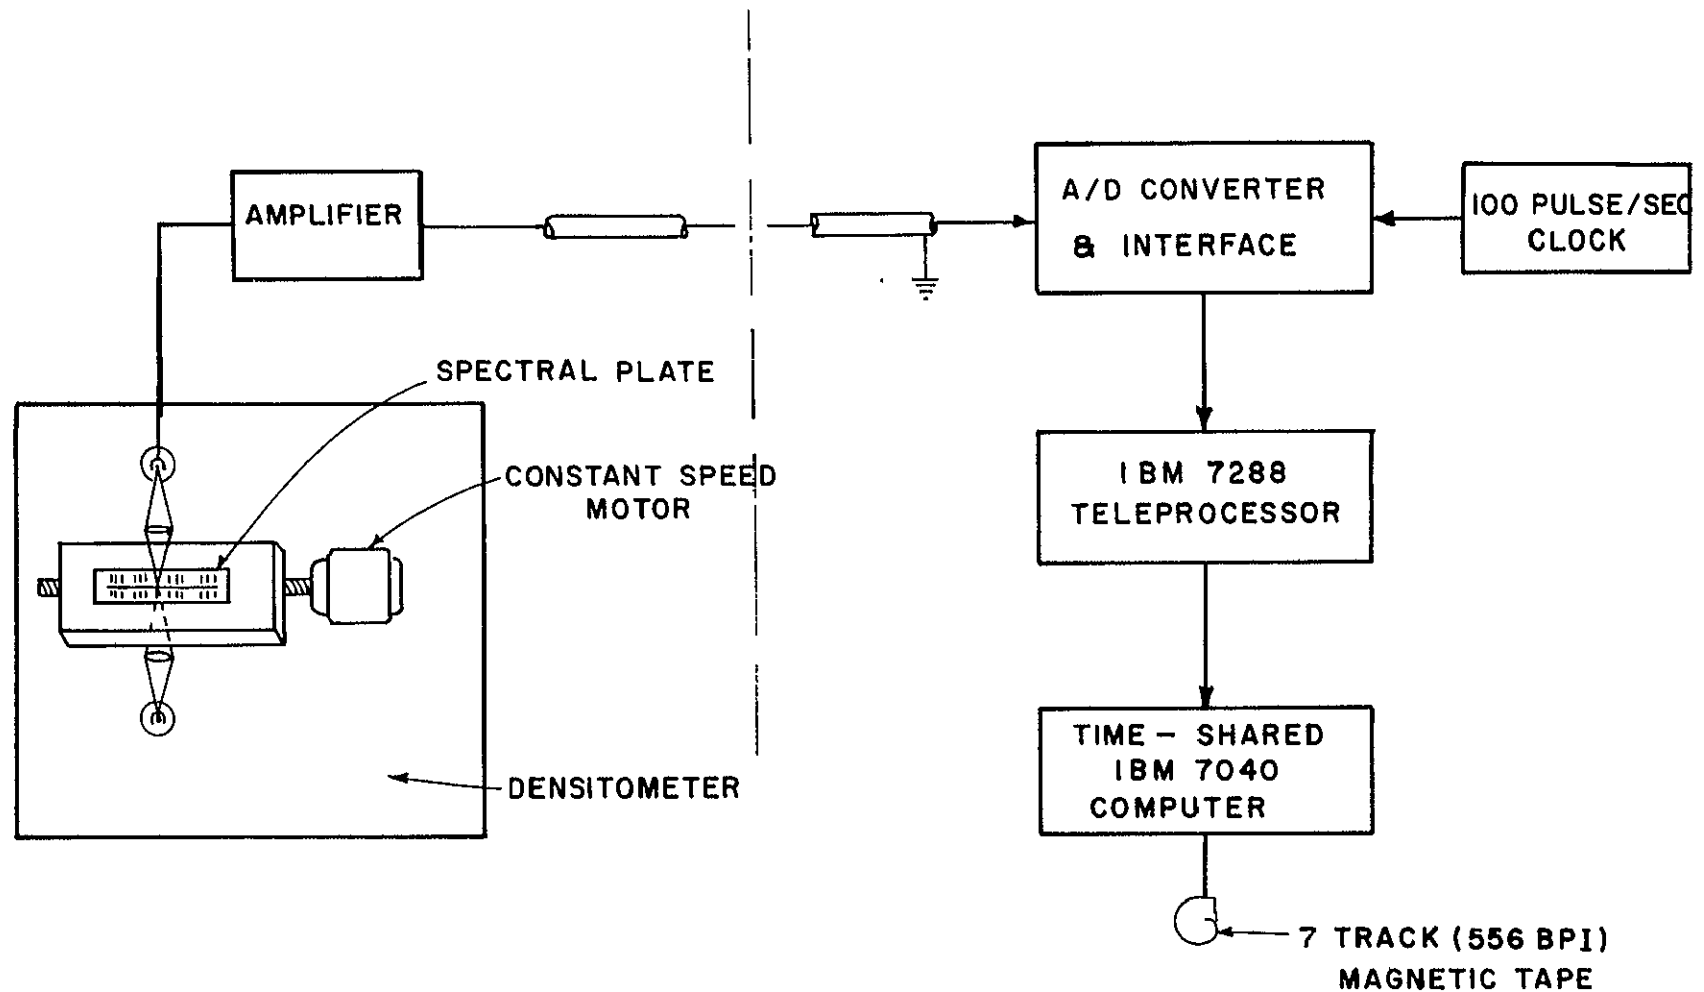 AMPLIFIER
A/D CONVERTER
& INTERFACE
100 PULSE/SEC
CLOCK
SPECTRAL PLATE
CONSTANT SPEED
MOTOR
IBM 7288
TELEPROCESSOR
TIME - SHARED
IBM 7040
COMPUTER
DENSITOMETER
7 TRACK (556 BPI)
MAGNETIC TAPE